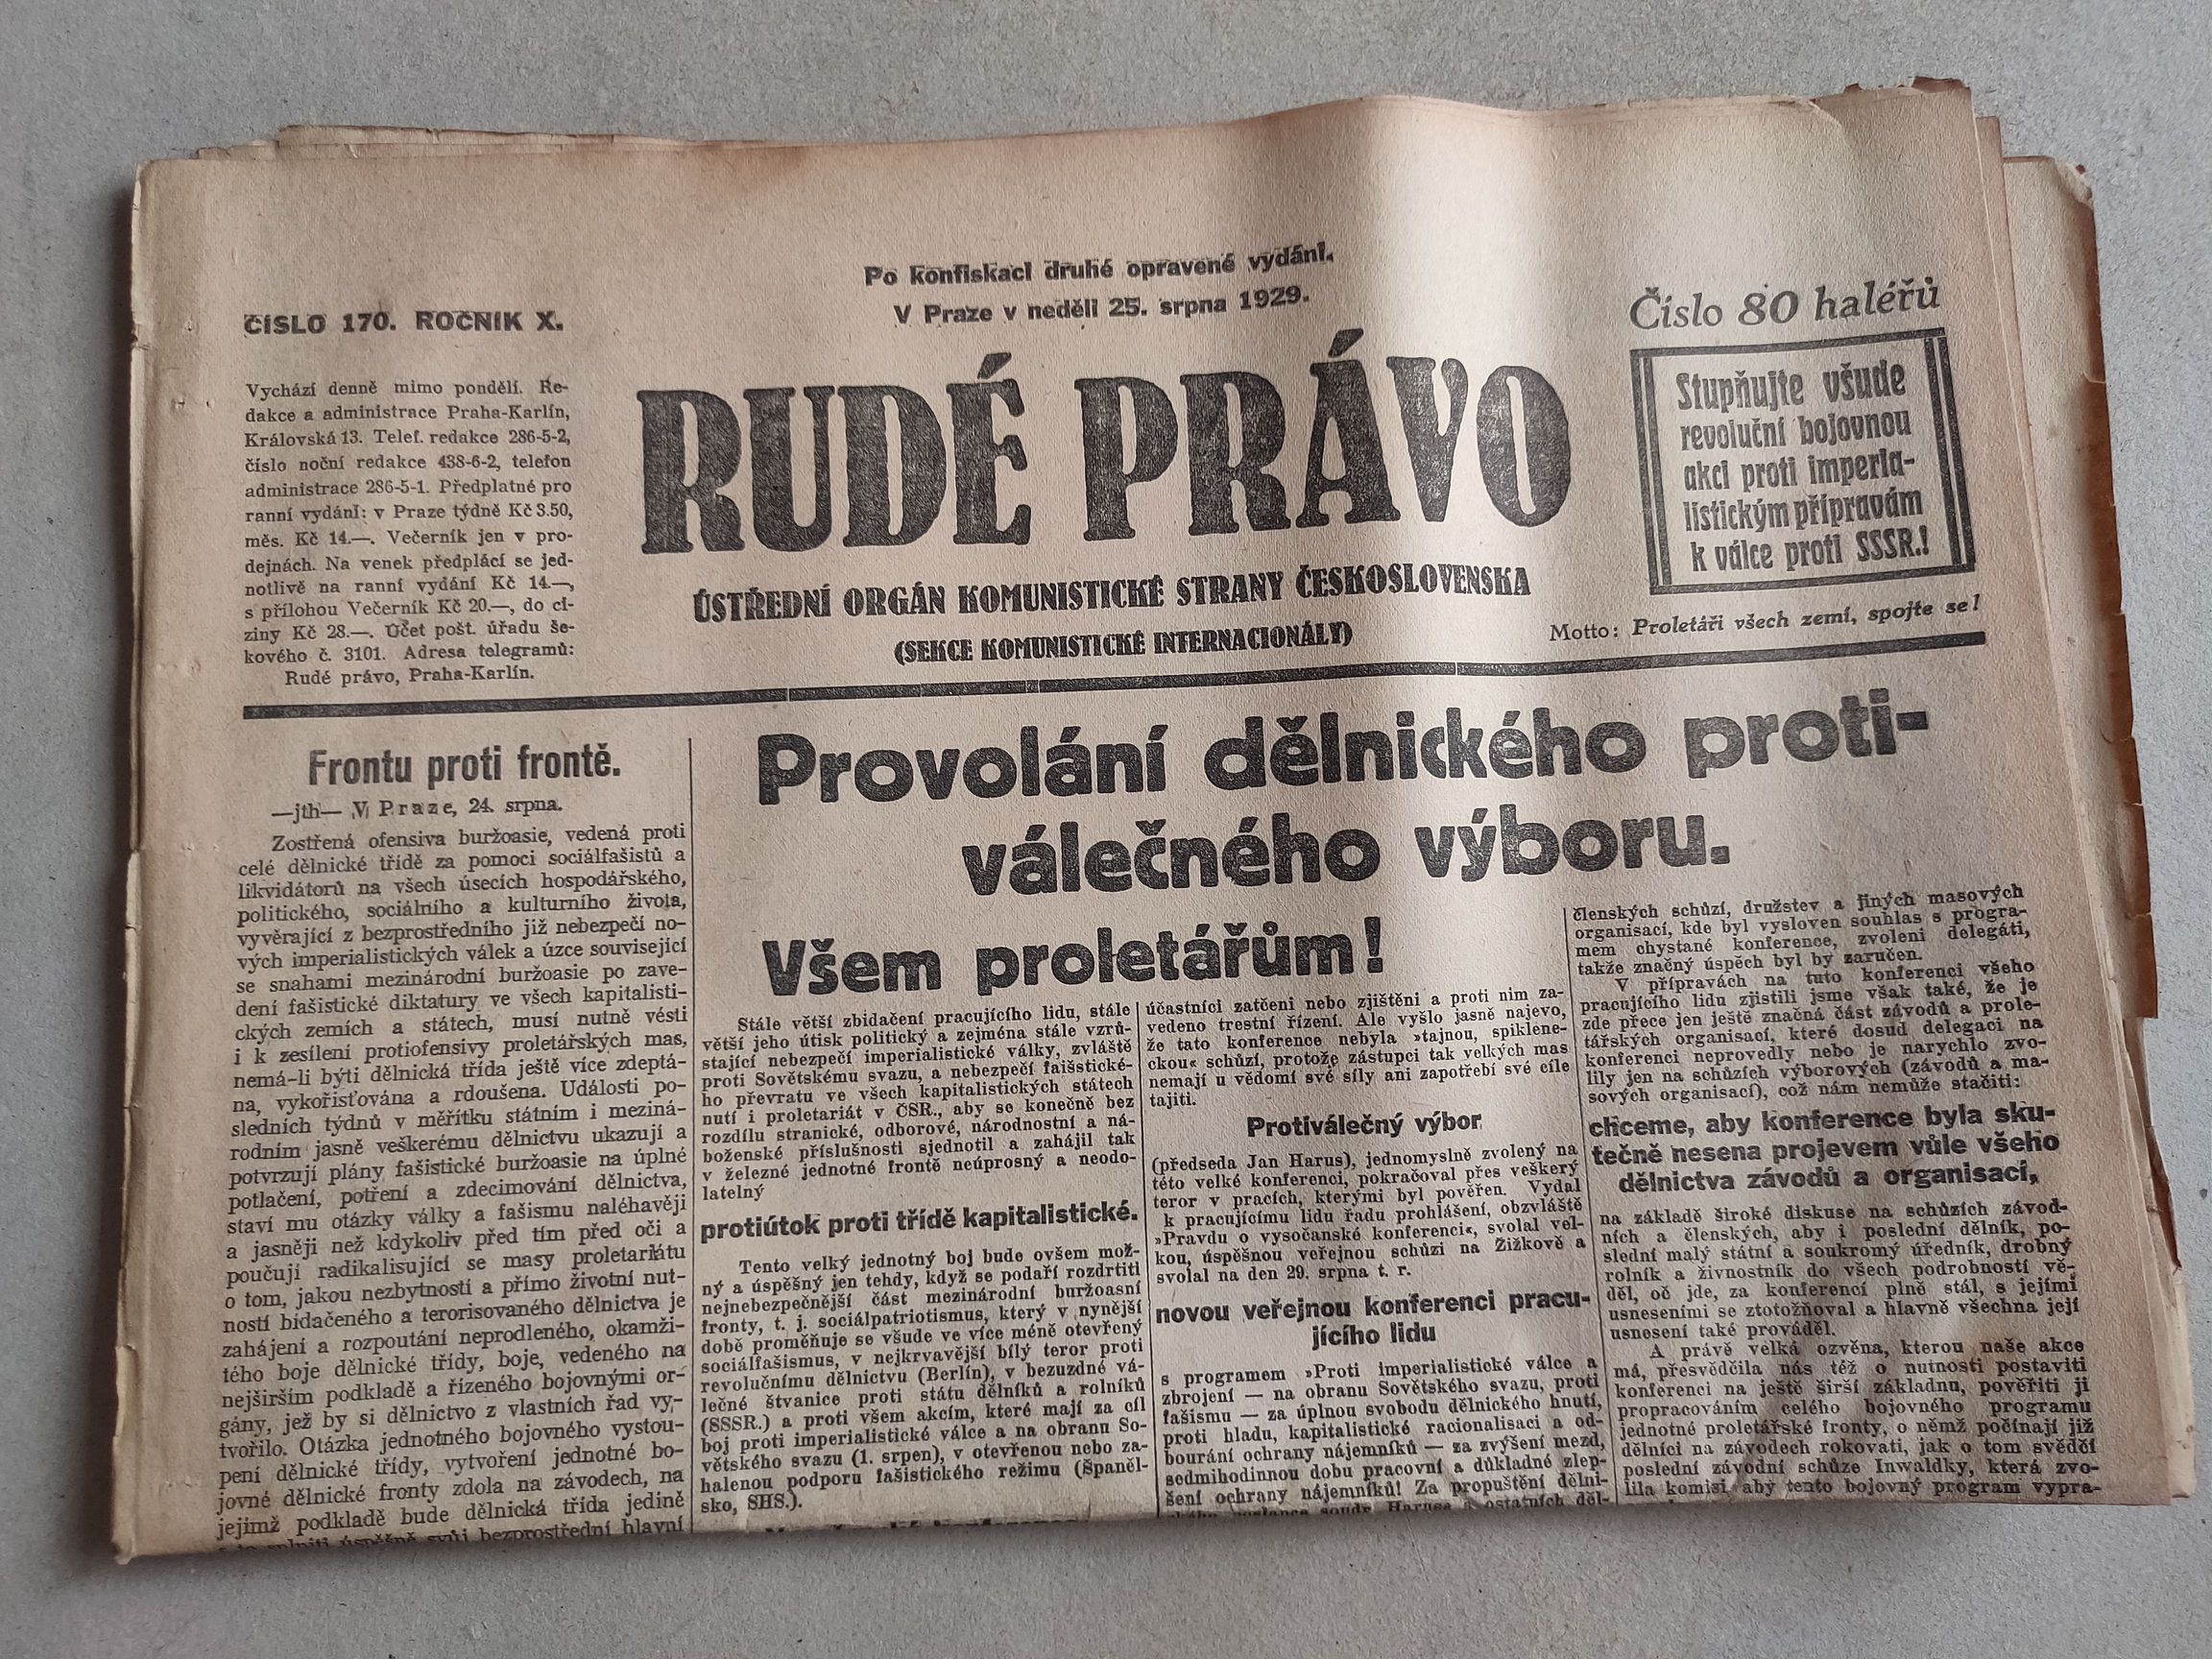 Po konfiskaci druhé opravené vydání.
V Praze v neděli 25. srpna 1929.
ČÍSLO 170. ROČNÍK X.
Číslo 80 haléřů
Vychází denně mimo pondělí. Re-
dakce a administrace Praha-Karlín,
Královská 13. Telef. redakce 286-5-2,
číslo noční redakce 438-6-2, telefon
administrace 286-5-1. Předplatné pro
ranní vydání: v Praze týdně Kč 3.50,
měs. Kč 14.—. Večerník jen v pro-
dejnách. Na venek předplácí se jed-
notlivě na ranní vydání Kč 14.—,
s přílohou Večerník Kč 20.—, do ci-
ziny Kč 28.—. Účet pošt. úřadu še-
kového č. 3101. Adresa telegramů:
Rudé právo, Praha-Karlín.
RUDÉ PRÁVO
ÚSTŘEDNÍ ORGÁN KOMUNISTICKÉ STRANY ČESKOSLOVENSKA
(SEKCE KOMUNISTICKÉ INTERNACIONÁLY)
Stupňujte všude
revoluční bojovnou
akci proti imperia-
listickým přípravám
k válce proti SSSR.!
Motto: Proletáři všech zemí, spojte se!
Frontu proti frontě.
—jth— V Praze, 24. srpna.
Zostřená ofensiva buržoasie, vedená proti
celé dělnické třídě za pomoci sociálfašistů a
likvidátorů na všech úsecích hospodářského,
politického, sociálního a kulturního života,
vyvěrající z bezprostředního již nebezpečí no-
vých imperialistických válek a úzce související
se snahami mezinárodní buržoasie po zave-
dení fašistické diktatury ve všech kapitalisti-
ckých zemích a státech, musí nutně vésti
i k zesílení protiofensivy proletářských mas,
nemá-li býti dělnická třída ještě více zdeptá-
na, vykořisťována a rdoušena. Události po-
sledních týdnů v měřítku státním i meziná-
rodním jasně veškerému dělnictvu ukazují a
potvrzují plány fašistické buržoasie na úplné
potlačení, potření a zdecimování dělnictva,
staví mu otázky války a fašismu naléhavěji
a jasněji než kdykoliv před tím před oči a
poučují radikalisující se masy proletariátu
o tom, jakou nezbytností a přímo životní nut-
ností bidačeného a terorisovaného dělnictva je
zahájení a rozpoutání neprodleného, okamži-
tého boje dělnické třídy, boje, vedeného na
nejširším podkladě a řízeného bojovnými or-
gány, jež by si dělnictvo z vlastních řad vy-
tvořilo. Otázka jednotného bojovného vystou-
pení dělnické třídy, vytvoření jednotné bo-
jovné dělnické fronty zdola na závodech, na
jejímž podkladě bude dělnická třída jedině
splniti úspěšně svůj bezprostřední hlavní
Provolání dělnického proti-
válečného výboru.
Všem proletářům!
Stále větší zbidačení pracujícího lidu, stále
větší jeho útisk politický a zejména stále vzrů-
stající nebezpečí imperialistické války, zvláště
proti Sovětskému svazu, a nebezpečí faišstické-
ho převratu ve všech kapitalistických státech
nutí i proletariát v ČSR., aby se konečně bez
rozdílu stranické, odborové, národnostní a ná-
boženské příslušnosti sjednotil a zahájil tak
v železné jednotné frontě neúprosný a neodo-
latelný
protiútok proti třídě kapitalistické.
Tento velký jednotný boj bude ovšem mož-
ný a úspěšný jen tehdy, když se podaří rozdrtiti
nejnebezpečnější část mezinárodní buržoasní
fronty, t. j. sociálpatriotismus, který v nynější
době proměňuje se všude ve více méně otevřený
sociálfašismus, v nejkrvavější bílý teror proti
revolučnímu dělnictvu (Berlín), v bezuzdné vá-
lečné štvanice proti státu dělníků a rolníků
(SSSR.) a proti všem akcím, které mají za cíl
boj proti imperialistické válce a na obranu So-
větského svazu (1. srpen), v otevřenou nebo za-
halenou podporu fašistického režimu (Španěl-
sko, SHS.).
účastníci zatčeni nebo zjištěni a proti nim za-
vedeno trestní řízení. Ale vyšlo jasně najevo,
že tato konference nebyla »tajnou, spiklene-
ckou« schůzí, protože zástupci tak velkých mas
nemají u vědomí své síly ani zapotřebí své cíle
tajiti.
Protiválečný výbor
(předseda Jan Harus), jednomyslně zvolený na
této velké konferenci, pokračoval přes veškerý
teror v pracích, kterými byl pověřen. Vydal
k pracujícímu lidu řadu prohlášení, obzvláště
»Pravdu o vysočanské konferenci«, svolal vel-
kou, úspěšnou veřejnou schůzi na Žižkově a
svolal na den 29. srpna t. r.
novou veřejnou konferenci pracu-
jícího lidu
s programem »Proti imperialistické válce a
zbrojení — na obranu Sovětského svazu, proti
fašismu — za úplnou svobodu dělnického hnutí,
proti hladu, kapitalistické racionalisaci a od-
bourání ochrany nájemníků — za zvýšení mezd,
sedmihodinnou dobu pracovní a důkladné zlep-
šení ochrany nájemníků! Za propuštění dělni-
soudr. Haruse a ostatních děl-
členských schůzí, družstev a jiných masových
organisací, kde byl vysloven souhlas s progra-
mem chystané konference, zvoleni delegáti,
takže značný úspěch byl by zaručen.
V přípravách na tuto konferenci všeho
pracujícího lidu zjistili jsme však také, že je
zde přece jen ještě značná část závodů a prole-
tářských organisací, které dosud delegaci na
konferenci neprovedly nebo je narychlo zvo-
lily jen na schůzích výborových (závodů a ma-
sových organisací), což nám nemůže stačiti:
chceme, aby konference byla sku-
tečně nesena projevem vůle všeho
dělnictva závodů a organisací,
na základě široké diskuse na schůzích závod-
ních a členských, aby i poslední dělník, po-
slední malý státní a soukromý úředník, drobný
rolník a živnostník do všech podrobností vě-
děl, oč jde, za konferencí plně stál, s jejími
usneseními se ztotožňoval a hlavně všechna její
usnesení také prováděl.
A právě velká ozvěna, kterou naše akce
má, přesvědčila nás též o nutnosti postaviti
konferenci na ještě širší základnu, pověřiti ji
propracováním celého bojovného programu
jednotné proletářské fronty, o němž počínají již
dělníci na závodech rokovati, jak o tom svědčí
poslední závodní schůze Inwaldky, která zvo-
lila komisi, aby tento bojovný program vypra-